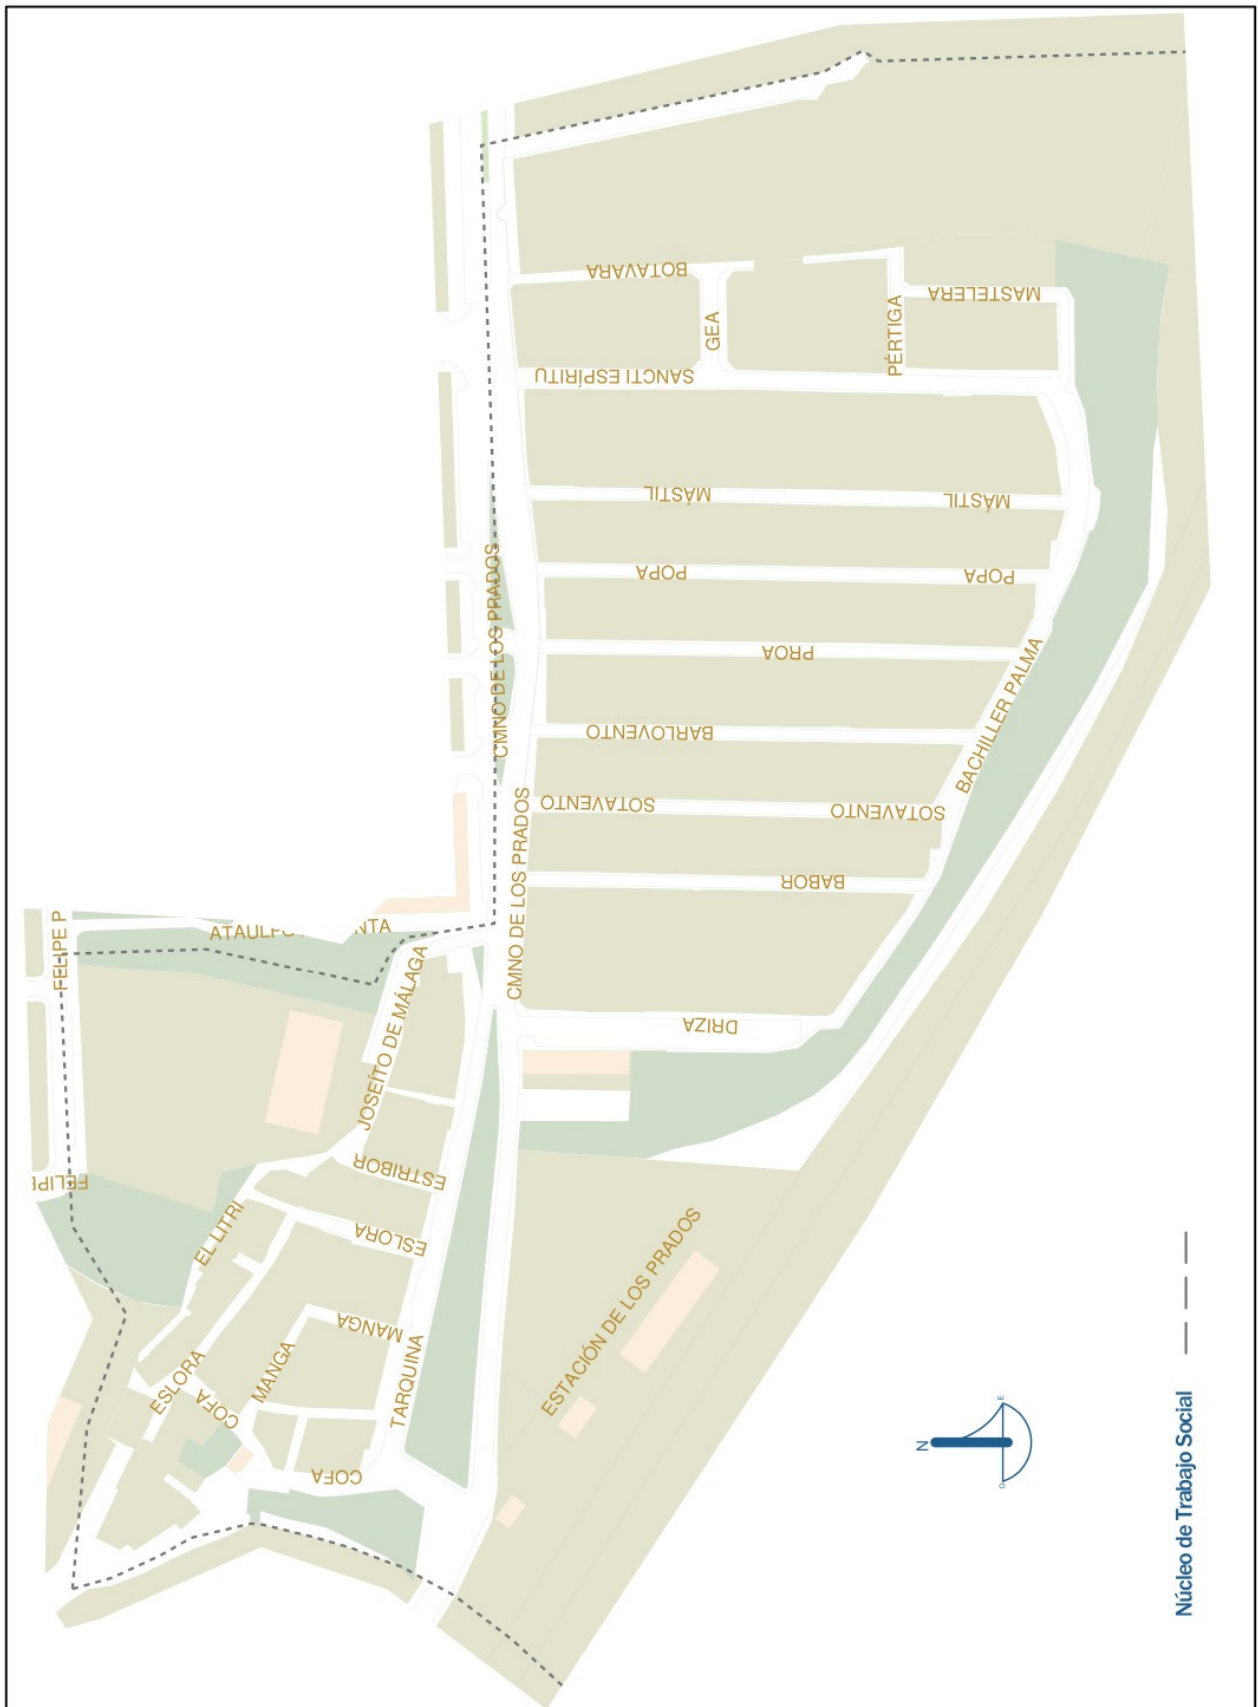 FELIPE P
FELIPE
ATAULFO
NTA
JOSEÍTO DE MÁLAGA
ESTRIBOR
ESLORA
EL LITRI
MANGA
MANGA
TARQUINA
ESLORA
COFA
COFA
CMNO DE LOS PRADOS
CMNO DE LOS PRADOS
BOTAVARA
GEA
SANCTI ESPÍRITU
PÉRTIGA
MASTELERA
MÁSTIL
MÁSTIL
POPA
POPA
PROA
BARLOVENTO
SOTAVENTO
SOTAVENTO
BABOR
BACHILLER PALMA
DRIZA
ESTACIÓN DE LOS PRADOS
N
E
O
Núcleo de Trabajo Social